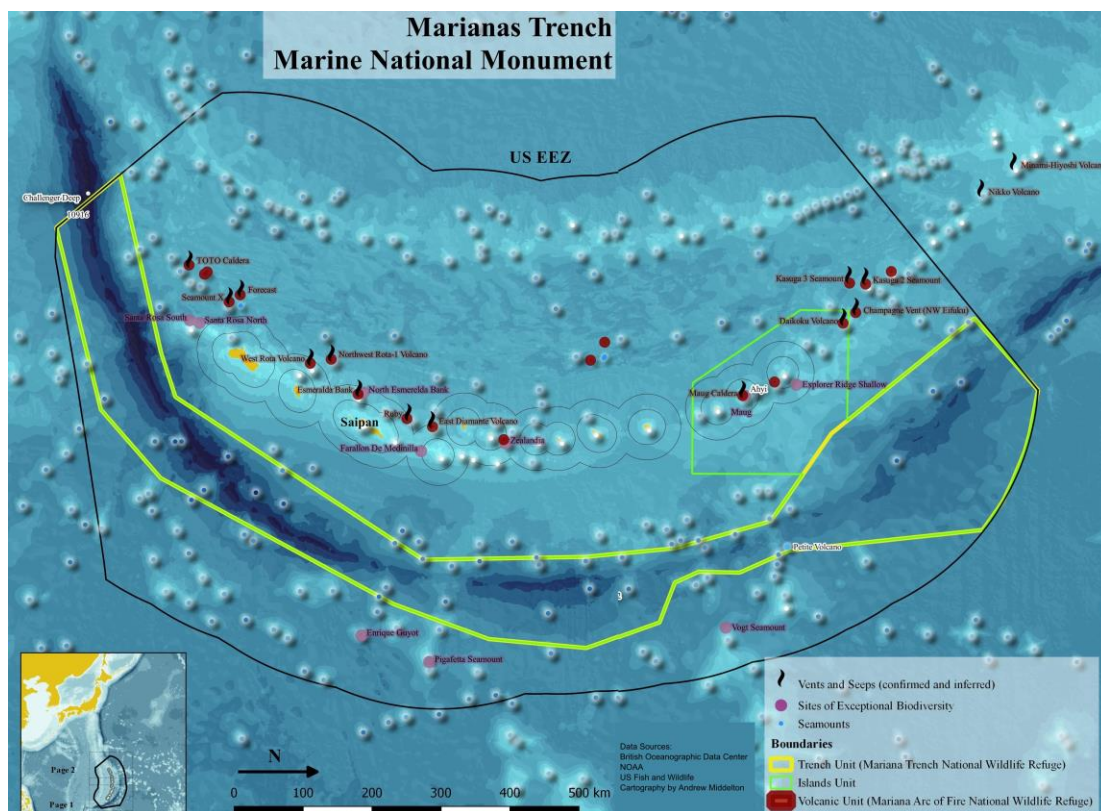 Marianas Trench
Marine National Monument
US EEZ
Minami-Hiyoshi Volcan
Nikko Volcano
Challenger-Deep
10916
TOTO Caldera
Forecast
Seamount X
Santa Rosa South
Santa Rosa North
Kasuga 3 Seamount
Kasuga 2 Seamount
Champagne Vent (NW Eifuku)
Daikoku Volcano
West Rota Volcano
Northwest Rota-1 Volcano
Esmeralda Bank
North Esmerelda Bank
Maug Caldera
Ahyi
Explorer Ridge Shallow
Maug
Saipan
Ruby
East Diamante Volcano
Zealandia
Farallon De Medinilla
Petite Volcano
Enrique Guyot
Pigafetta Seamount
Vogt Seamount
Page 2
Page 1
N
0 100 200 300 400 500 km
Data Sources:
British Oceanographic Data Center
NOAA
US Fish and Wildlife
Cartography by Andrew Middelton
Vents and Seeps (confirmed and inferred)
Sites of Exceptional Biodiversity
Seamounts
Boundaries
Trench Unit (Mariana Trench National Wildlife Refuge)
Islands Unit
Volcanic Unit (Mariana Arc of Fire National Wildlife Refuge)